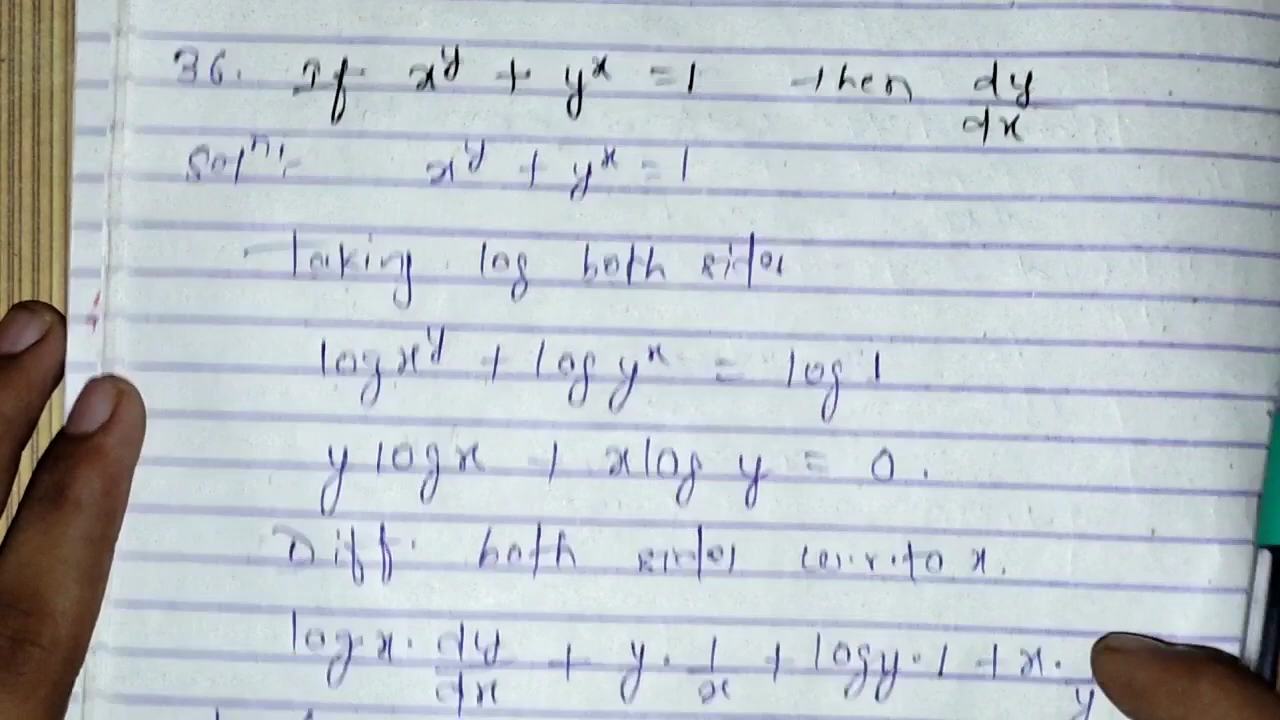 36. If x^y + y^x = 1 then dy/dx
Solⁿ:- x^y + y^x = 1
Taking log both sides
log x^y + log y^x = log 1
y log x + x log y = 0.
Diff. both sides w.r.to x.
log x · dy/dx + y · 1/x + log y · 1 + x ·